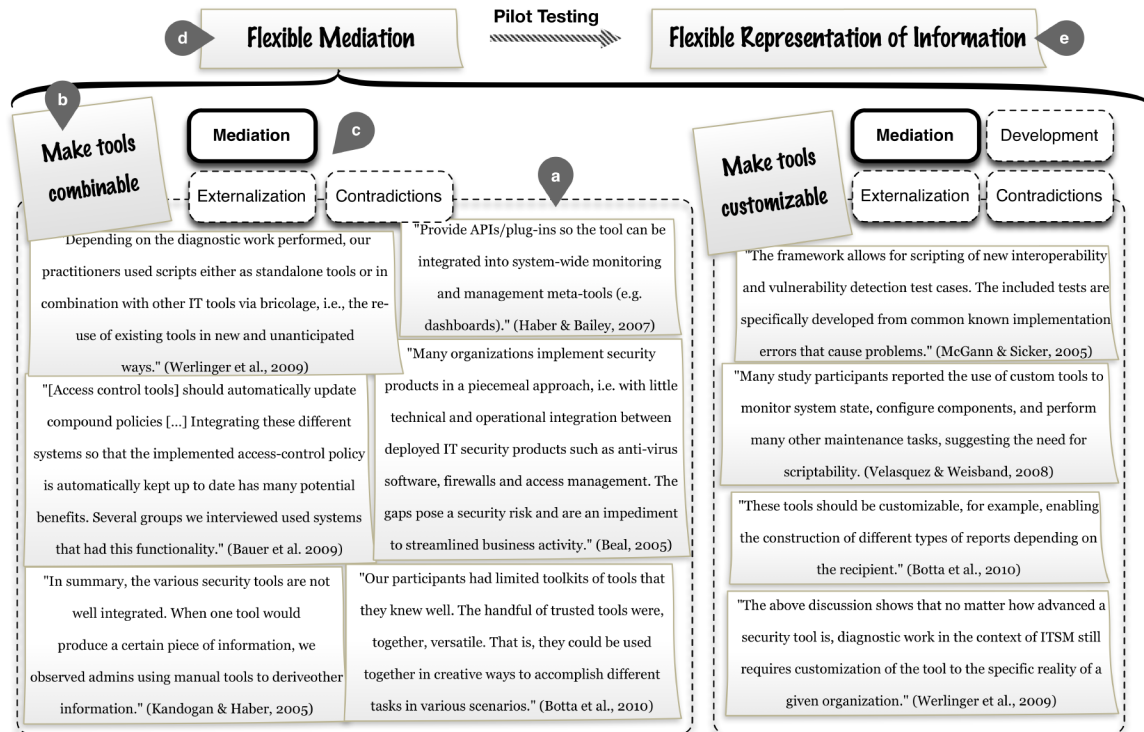 Pilot Testing
d
Flexible Mediation
Flexible Representation of Information
e
b
Make tools
combinable
Mediation
c
Externalization
Contradictions
a
Depending on the diagnostic work performed, our
practitioners used scripts either as standalone tools or in
combination with other IT tools via bricolage, i.e., the re-
use of existing tools in new and unanticipated
ways." (Werlinger et al., 2009)
"[Access control tools] should automatically update
compound policies [...] Integrating these different
systems so that the implemented access-control policy
is automatically kept up to date has many potential
benefits. Several groups we interviewed used systems
that had this functionality." (Bauer et al. 2009)
"In summary, the various security tools are not
well integrated. When one tool would
produce a certain piece of information, we
observed admins using manual tools to deriveother
information." (Kandogan & Haber, 2005)
"Provide APIs/plug-ins so the tool can be
integrated into system-wide monitoring
and management meta-tools (e.g.
dashboards)." (Haber & Bailey, 2007)
"Many organizations implement security
products in a piecemeal approach, i.e. with little
technical and operational integration between
deployed IT security products such as anti-virus
software, firewalls and access management. The
gaps pose a security risk and are an impediment
to streamlined business activity." (Beal, 2005)
"Our participants had limited toolkits of tools that
they knew well. The handful of trusted tools were,
together, versatile. That is, they could be used
together in creative ways to accomplish different
tasks in various scenarios." (Botta et al., 2010)
Make tools
customizable
Mediation
Development
Externalization
Contradictions
"The framework allows for scripting of new interoperability
and vulnerability detection test cases. The included tests are
specifically developed from common known implementation
errors that cause problems." (McGann & Sicker, 2005)
"Many study participants reported the use of custom tools to
monitor system state, configure components, and perform
many other maintenance tasks, suggesting the need for
scriptability. (Velasquez & Weisband, 2008)
"These tools should be customizable, for example, enabling
the construction of different types of reports depending on
the recipient." (Botta et al., 2010)
"The above discussion shows that no matter how advanced a
security tool is, diagnostic work in the context of ITSM still
requires customization of the tool to the specific reality of a
given organization." (Werlinger et al., 2009)